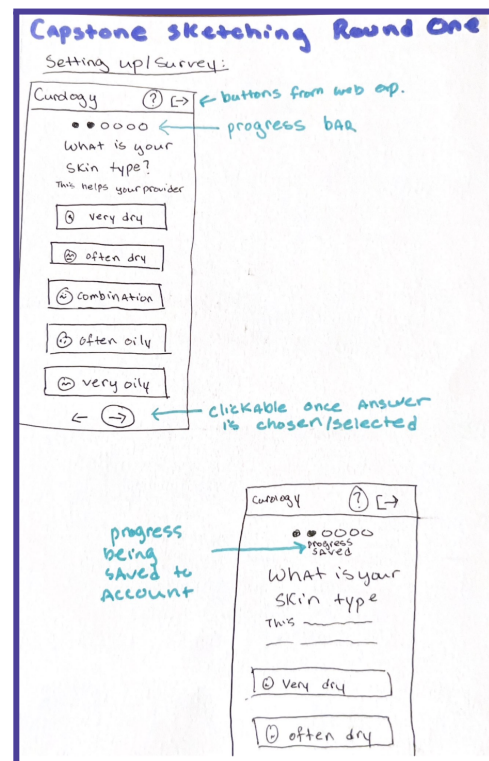 Capstone sketching Round One
Setting up/survey:
Curology ? [→
← buttons from web exp.
← progress bar
What is your
skin type?
This helps your provider
very dry
often dry
combination
often oily
very oily
← →
← clickable once answer
is chosen/selected
Curology ? [→
progress
saved
progress
being
saved to
account
What is your
skin type
This
Very dry
often dry